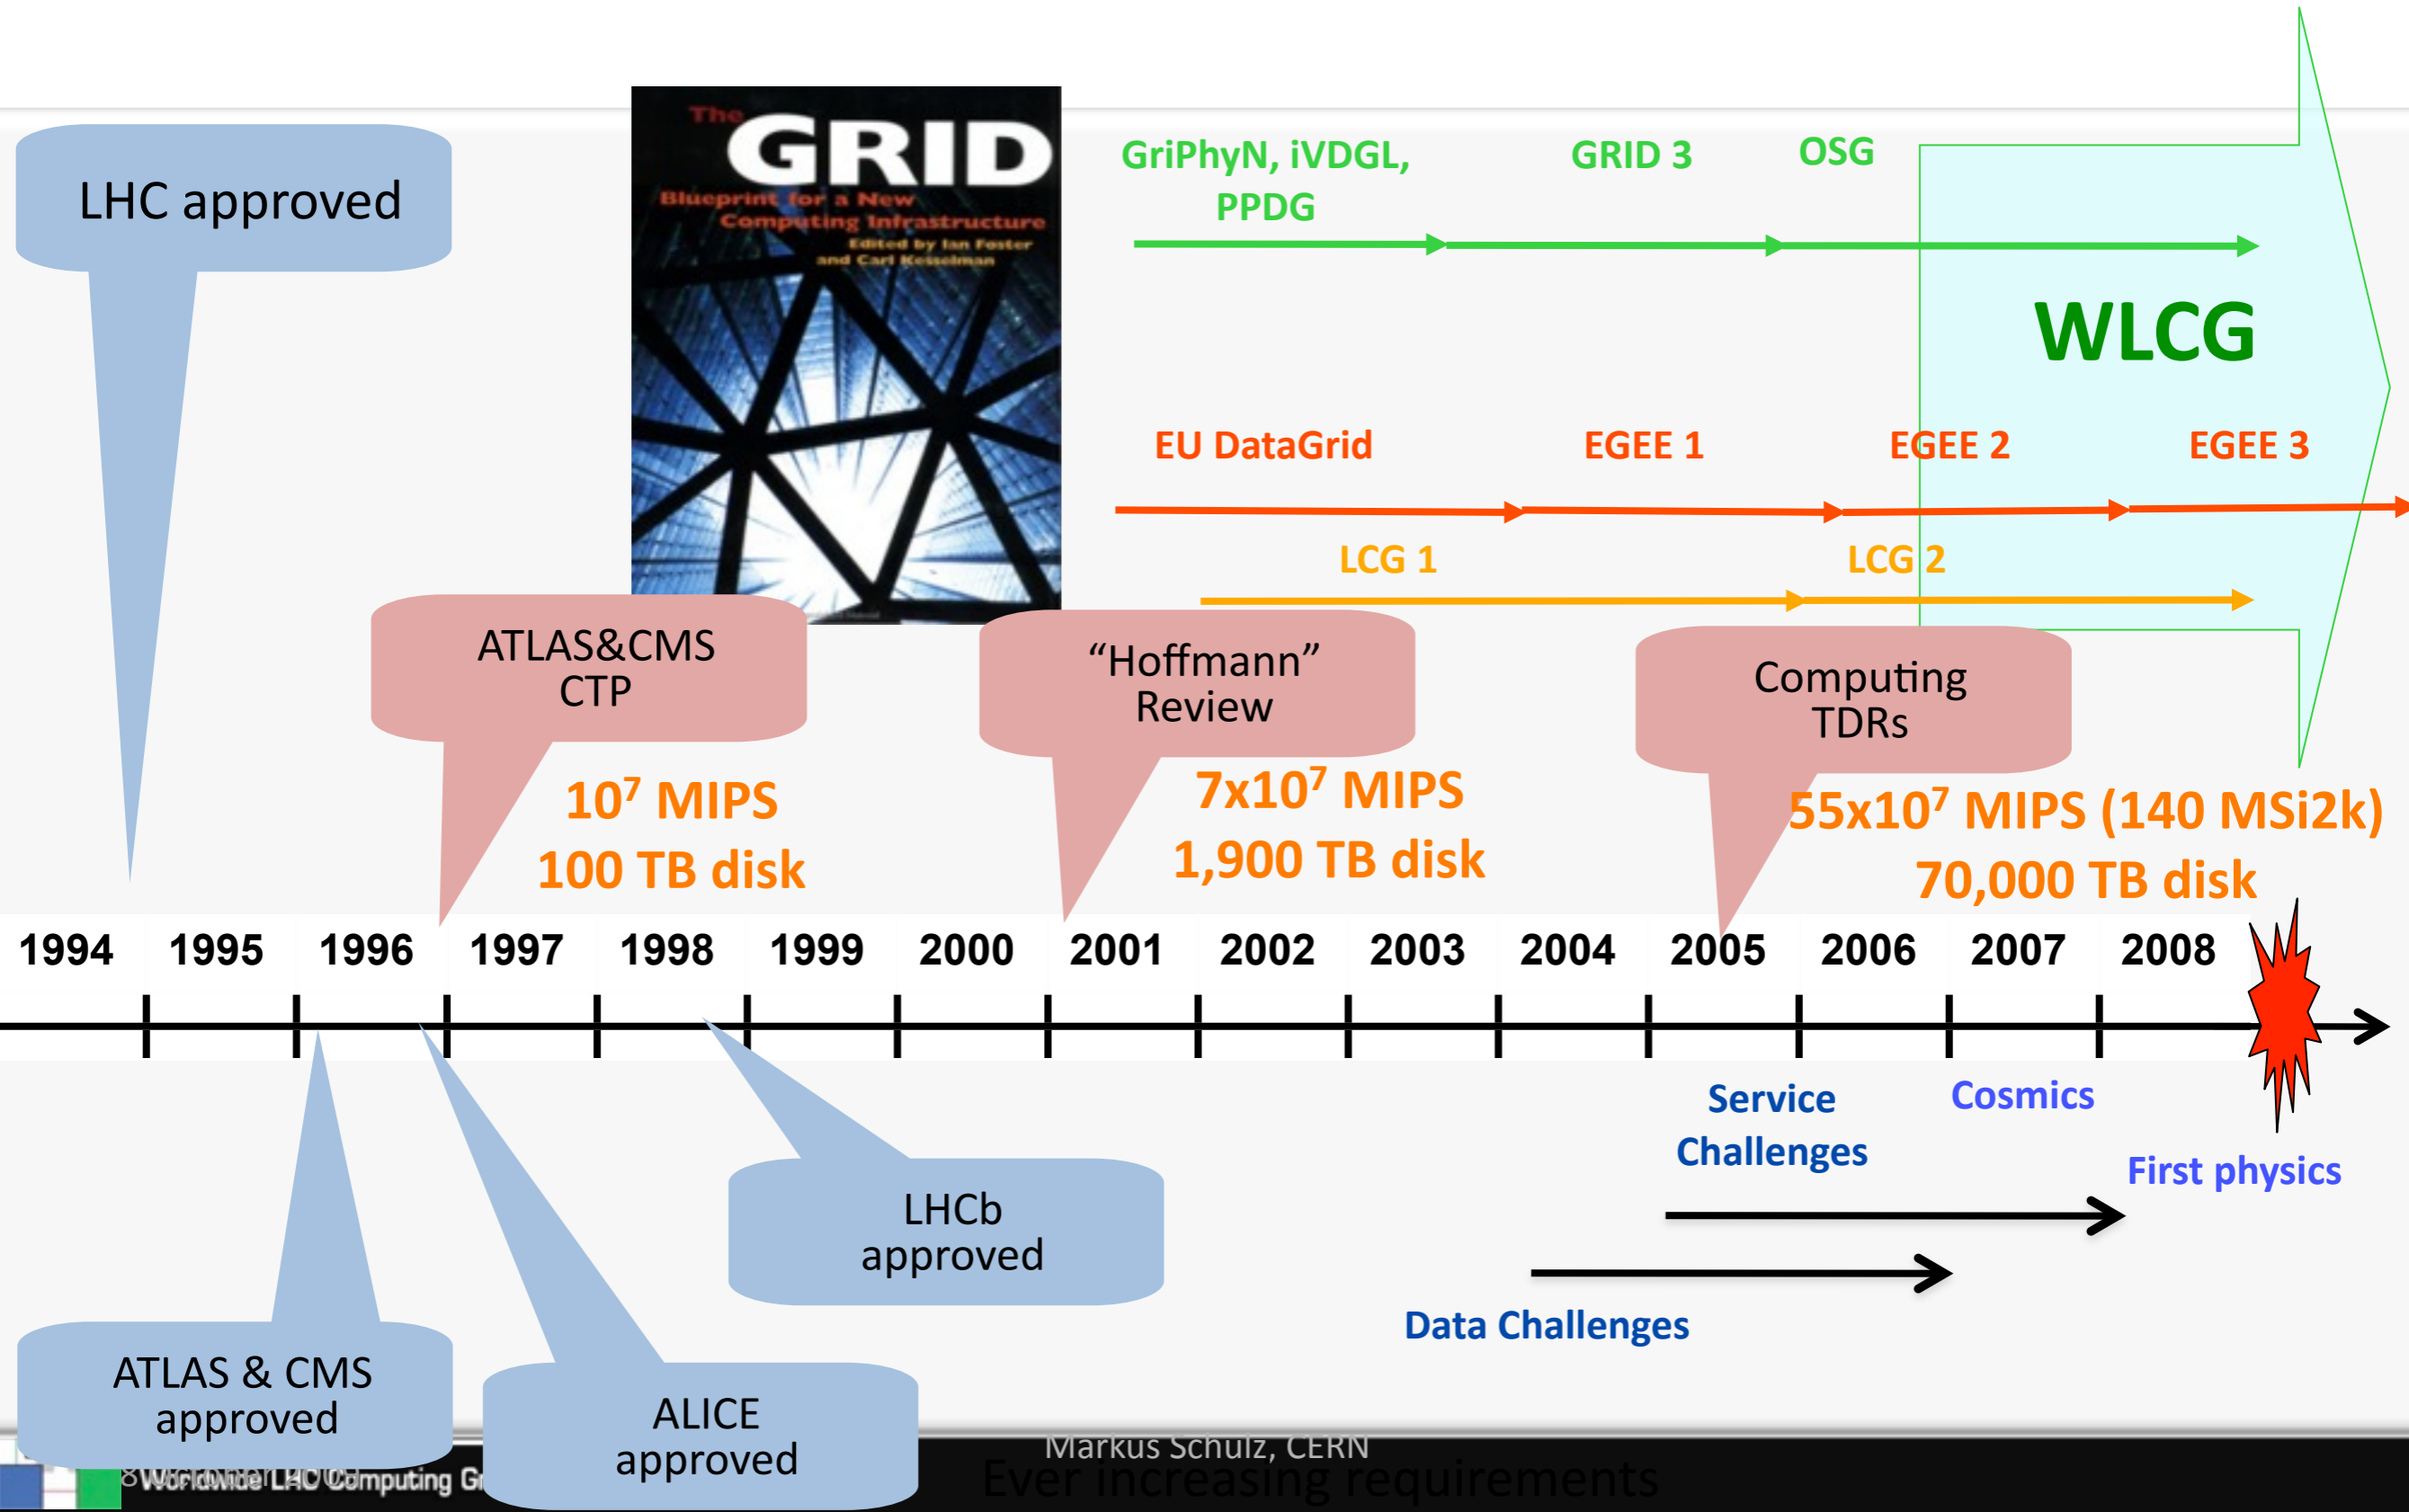 LHC approved
The
GRID
Blueprint for a New
Computing Infrastructure
Edited by Ian Foster
and Carl Kesselman
GriPhyN, iVDGL,
PPDG
GRID 3
OSG
WLCG
EU DataGrid
EGEE 1
EGEE 2
EGEE 3
LCG 1
LCG 2
ATLAS&CMS
CTP
“Hoffmann”
Review
Computing
TDRs
10⁷ MIPS
100 TB disk
7x10⁷ MIPS
1,900 TB disk
55x10⁷ MIPS (140 MSi2k)
70,000 TB disk
1994 1995 1996 1997 1998 1999 2000 2001 2002 2003 2004 2005 2006 2007 2008
Service
Challenges
Cosmics
First physics
Data Challenges
LHCb
approved
ATLAS & CMS
approved
ALICE
approved
Markus Schulz, CERN
Worldwide LHC Computing
Ever increasing requirements